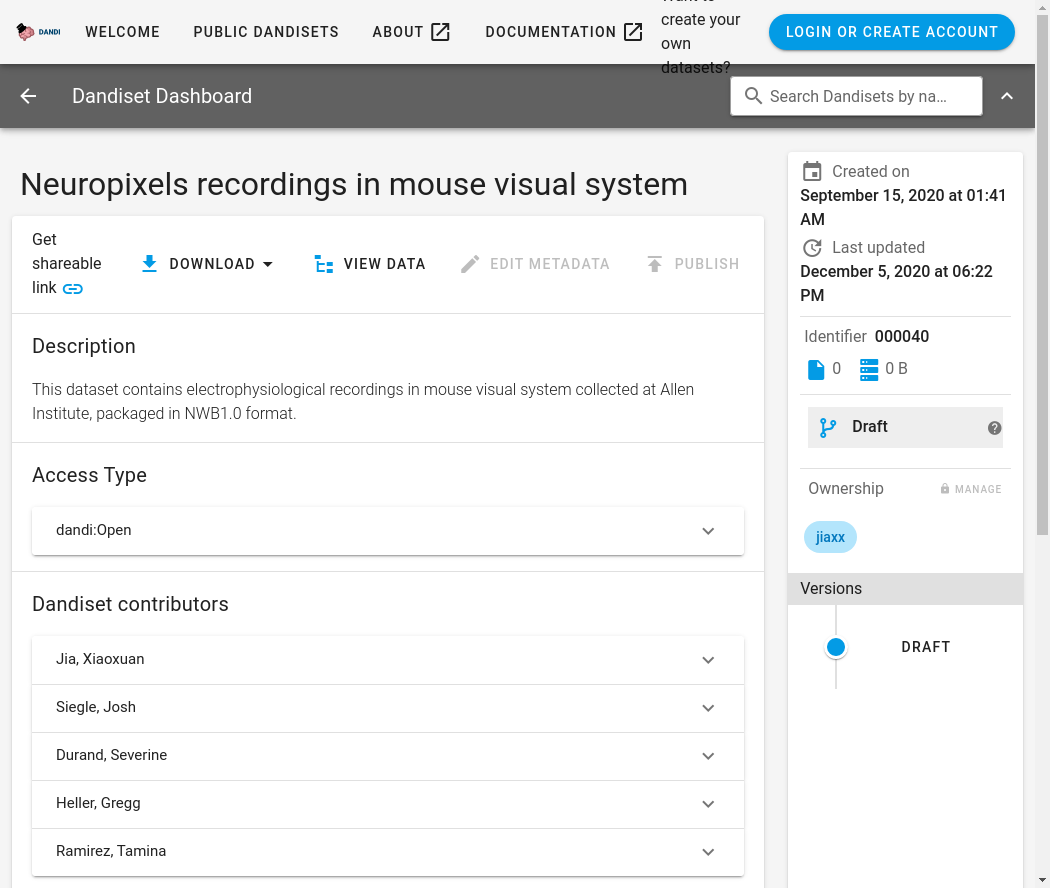 DANDI
WELCOME
PUBLIC DANDISETS
ABOUT
DOCUMENTATION
create your
own
datasets?
LOGIN OR CREATE ACCOUNT
Dandiset Dashboard
Search Dandisets by na…
Neuropixels recordings in mouse visual system
Get
shareable
link
DOWNLOAD
VIEW DATA
EDIT METADATA
PUBLISH
Description
This dataset contains electrophysiological recordings in mouse visual system collected at Allen
Institute, packaged in NWB1.0 format.
Access Type
dandi:Open
Dandiset contributors
Jia, Xiaoxuan
Siegle, Josh
Durand, Severine
Heller, Gregg
Ramirez, Tamina
Created on
September 15, 2020 at 01:41
AM
Last updated
December 5, 2020 at 06:22
PM
Identifier 000040
0
0 B
Draft
Ownership
MANAGE
jiaxx
Versions
DRAFT